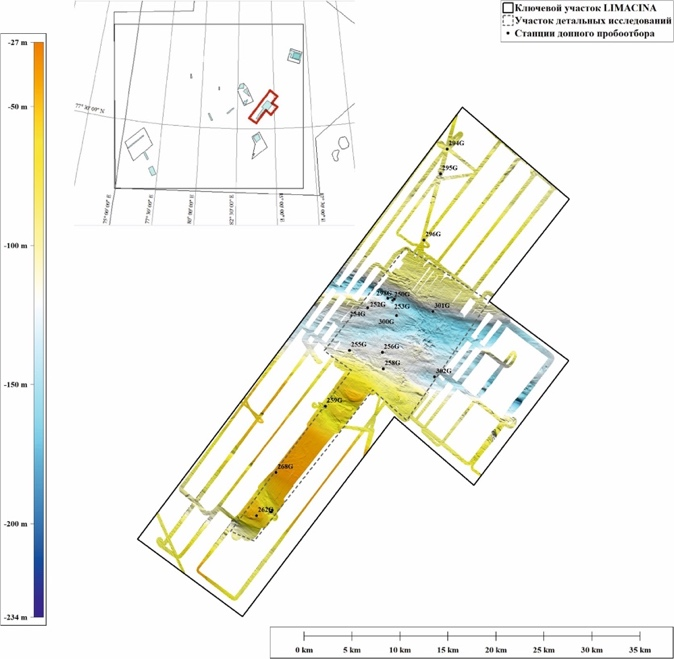 Ключевой участок LIMACINA
Участок детальных исследований
Станции донного пробоотбора
-27 m
-50 m
-100 m
-150 m
-200 m
-234 m
77° 30' 00" N
294G
295G
296G
298G
250G
252G
253G
301G
254G
300G
255G
256G
258G
302G
259G
268G
262G
0 km
5 km
10 km
15 km
20 km
25 km
30 km
35 km